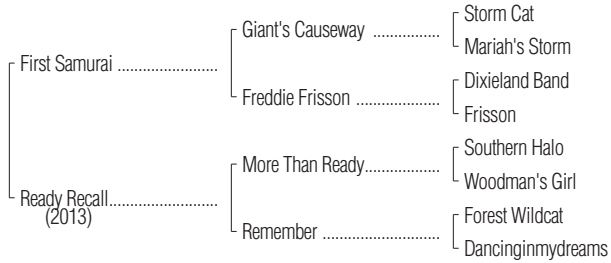 Storm Cat
Giant's Causeway ................
Mariah's Storm
First Samurai ........................
Dixieland Band
Freddie Frisson ....................
Frisson
Southern Halo
More Than Ready..................
Woodman's Girl
Ready Recall..........................
(2013)
Forest Wildcat
Remember ............................
Dancinginmydreams